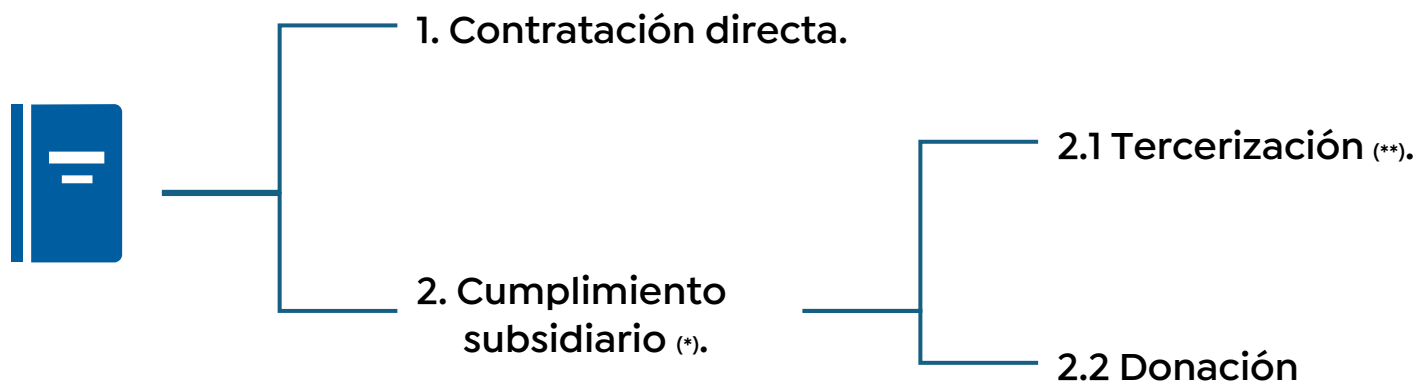 1. Contratación directa.
2.1 Tercerización (**).
2. Cumplimiento
subsidiario (*).
2.2 Donación